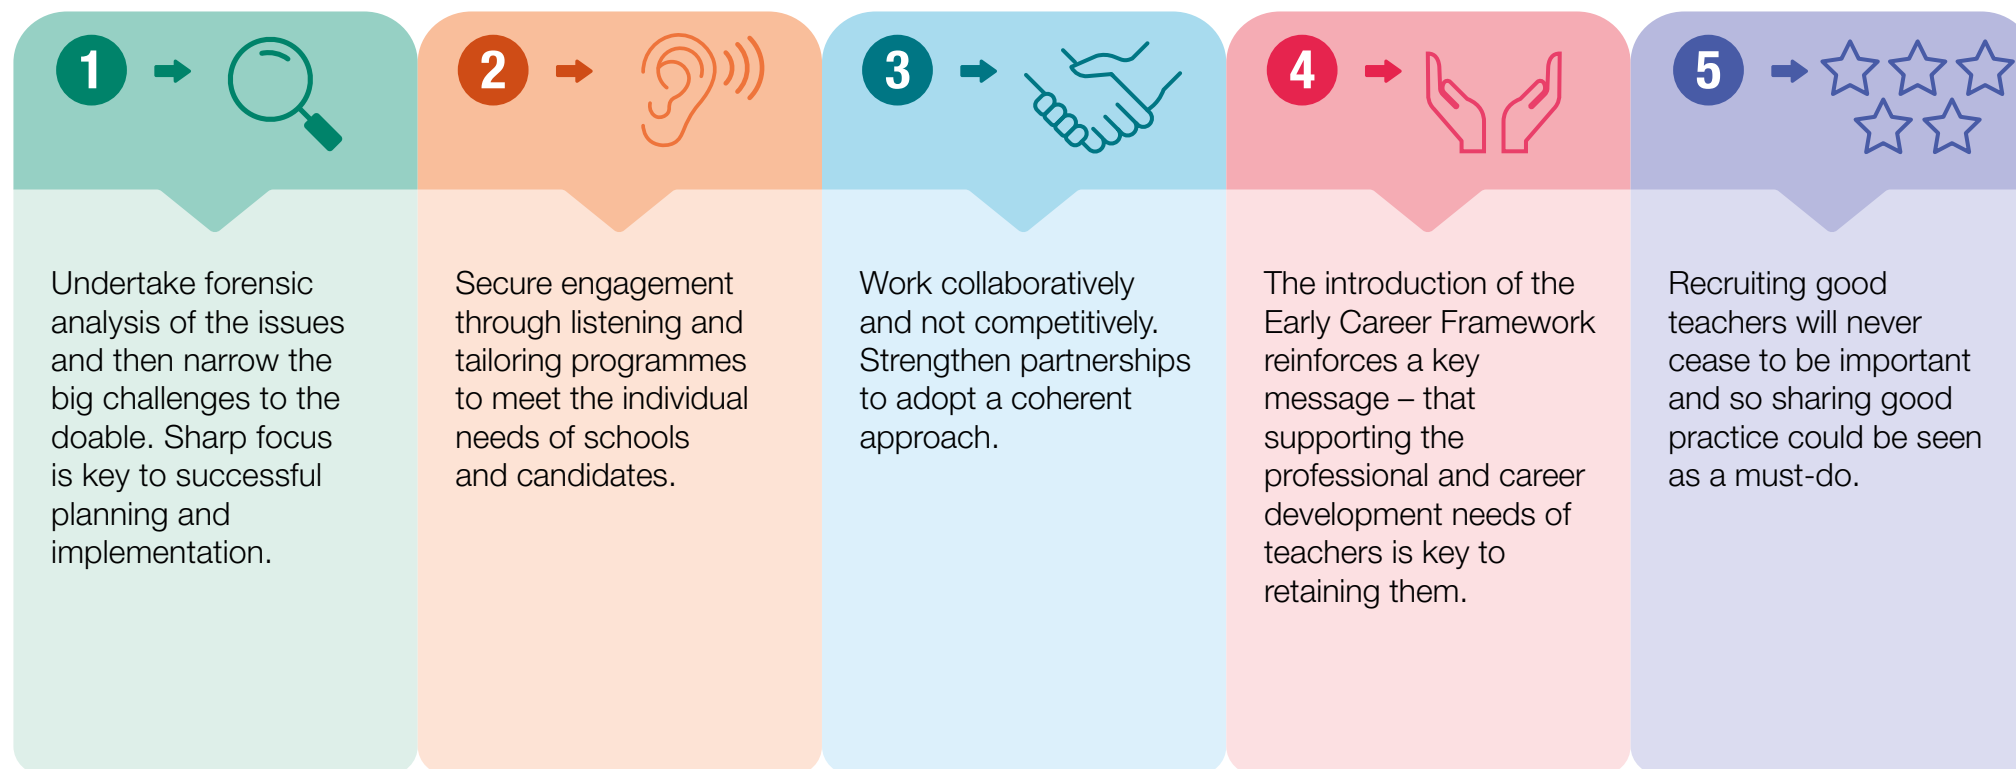 1
Undertake forensic
analysis of the issues
and then narrow the
big challenges to the
doable. Sharp focus
is key to successful
planning and
implementation.
2
Secure engagement
through listening and
tailoring programmes
to meet the individual
needs of schools
and candidates.
3
Work collaboratively
and not competitively.
Strengthen partnerships
to adopt a coherent
approach.
4
The introduction of the
Early Career Framework
reinforces a key
message – that
supporting the
professional and career
development needs of
teachers is key to
retaining them.
5
Recruiting good
teachers will never
cease to be important
and so sharing good
practice could be seen
as a must-do.